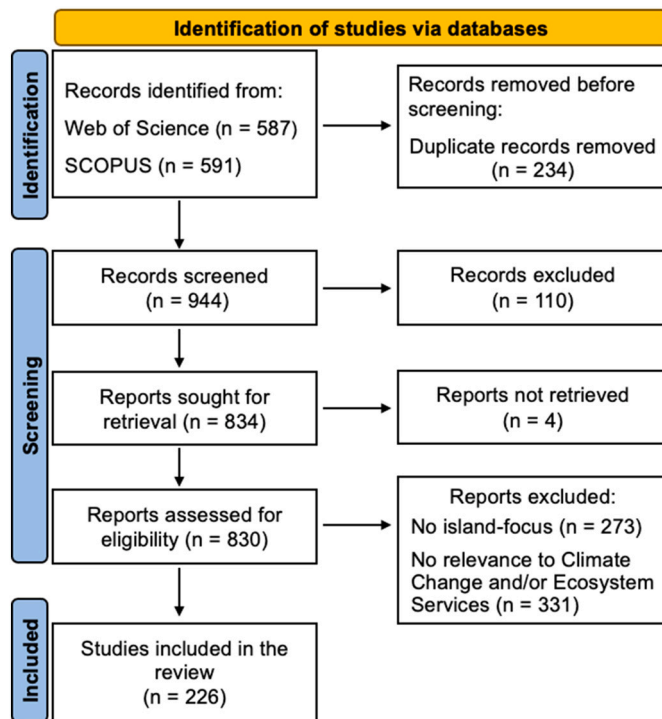 Identification of studies via databases
Identification
Records identified from:
Web of Science (n = 587)
SCOPUS (n = 591)
Records removed before
screening:
Duplicate records removed
(n = 234)
Screening
Records screened
(n = 944)
Records excluded
(n = 110)
Reports sought for
retrieval (n = 834)
Reports not retrieved
(n = 4)
Reports assessed for
eligibility (n = 830)
Reports excluded:
No island-focus (n = 273)
No relevance to Climate
Change and/or Ecosystem
Services (n = 331)
Included
Studies included in the
review
(n = 226)